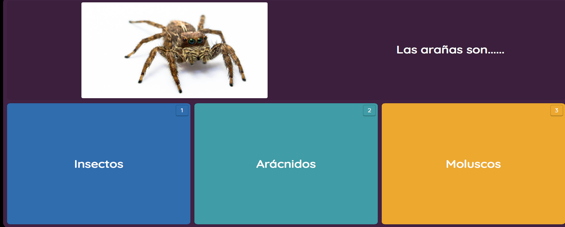 Las arañas son......
1
Insectos
2
Arácnidos
3
Moluscos